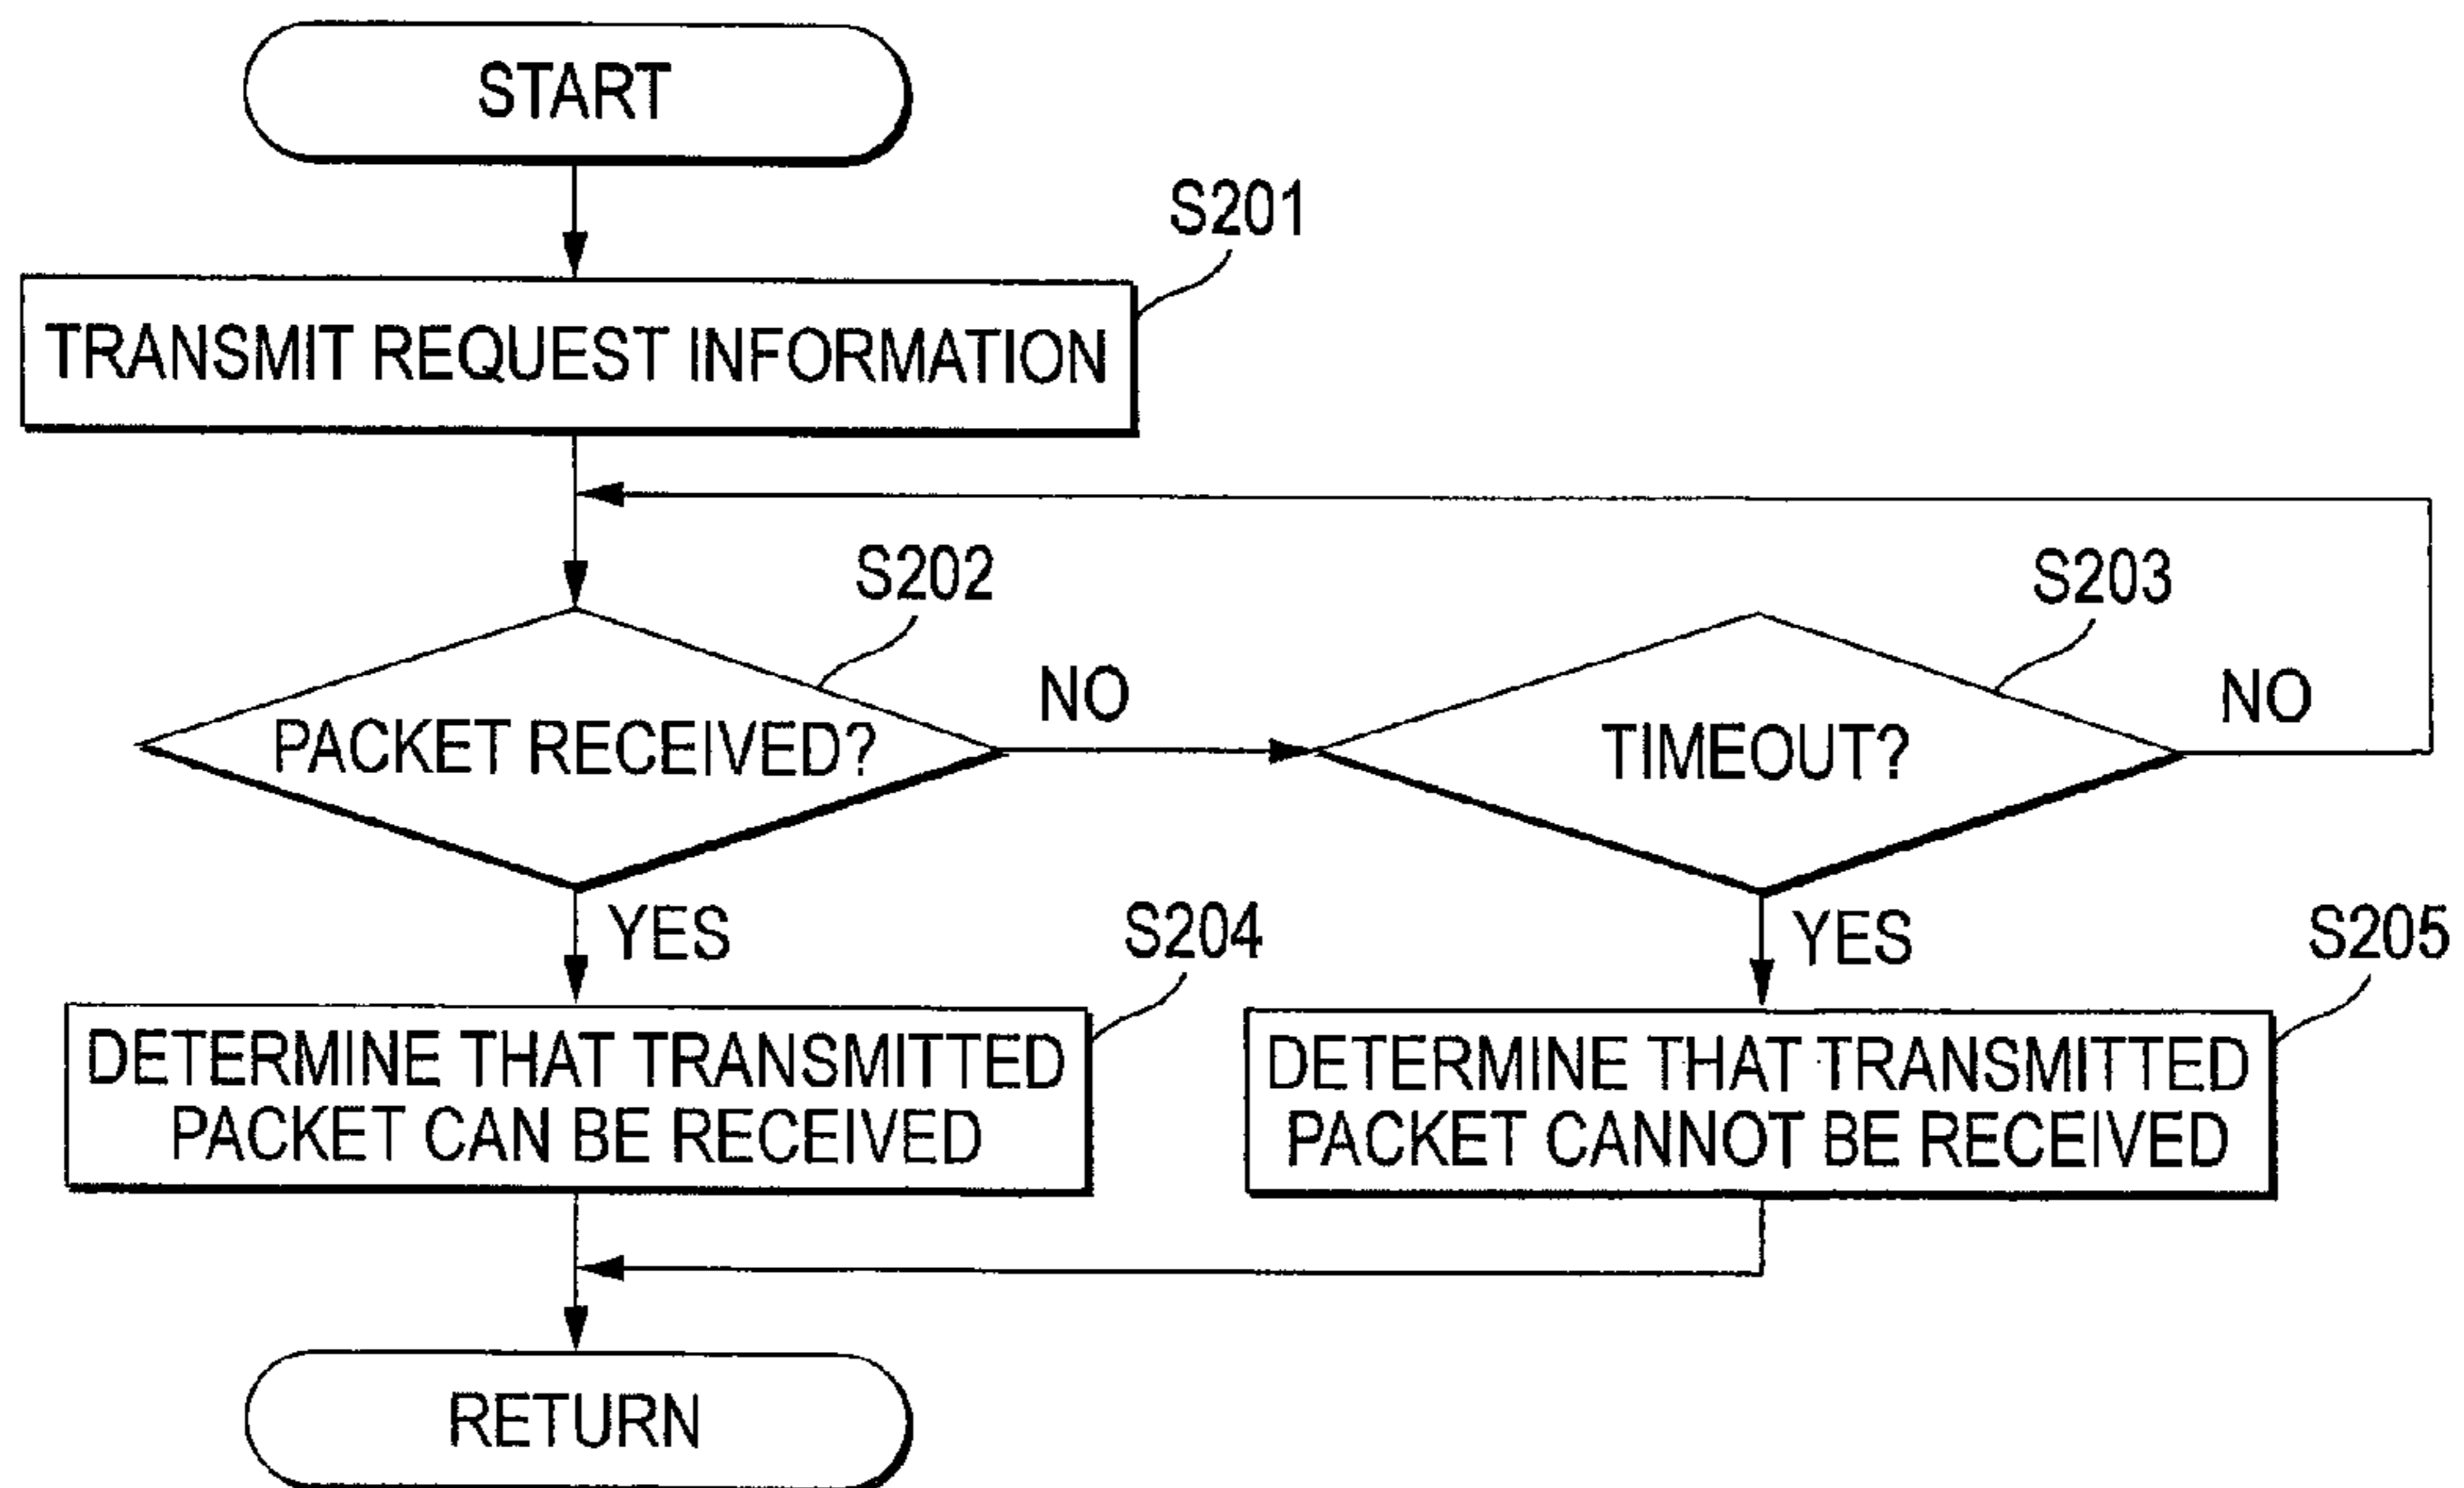 START
S201
TRANSMIT REQUEST INFORMATION
S202
S203
NO
NO
PACKET RECEIVED?
TIMEOUT?
YES
S204
YES
S205
DETERMINE THAT TRANSMITTED
PACKET CAN BE RECEIVED
DETERMINE THAT TRANSMITTED
PACKET CANNOT BE RECEIVED
RETURN